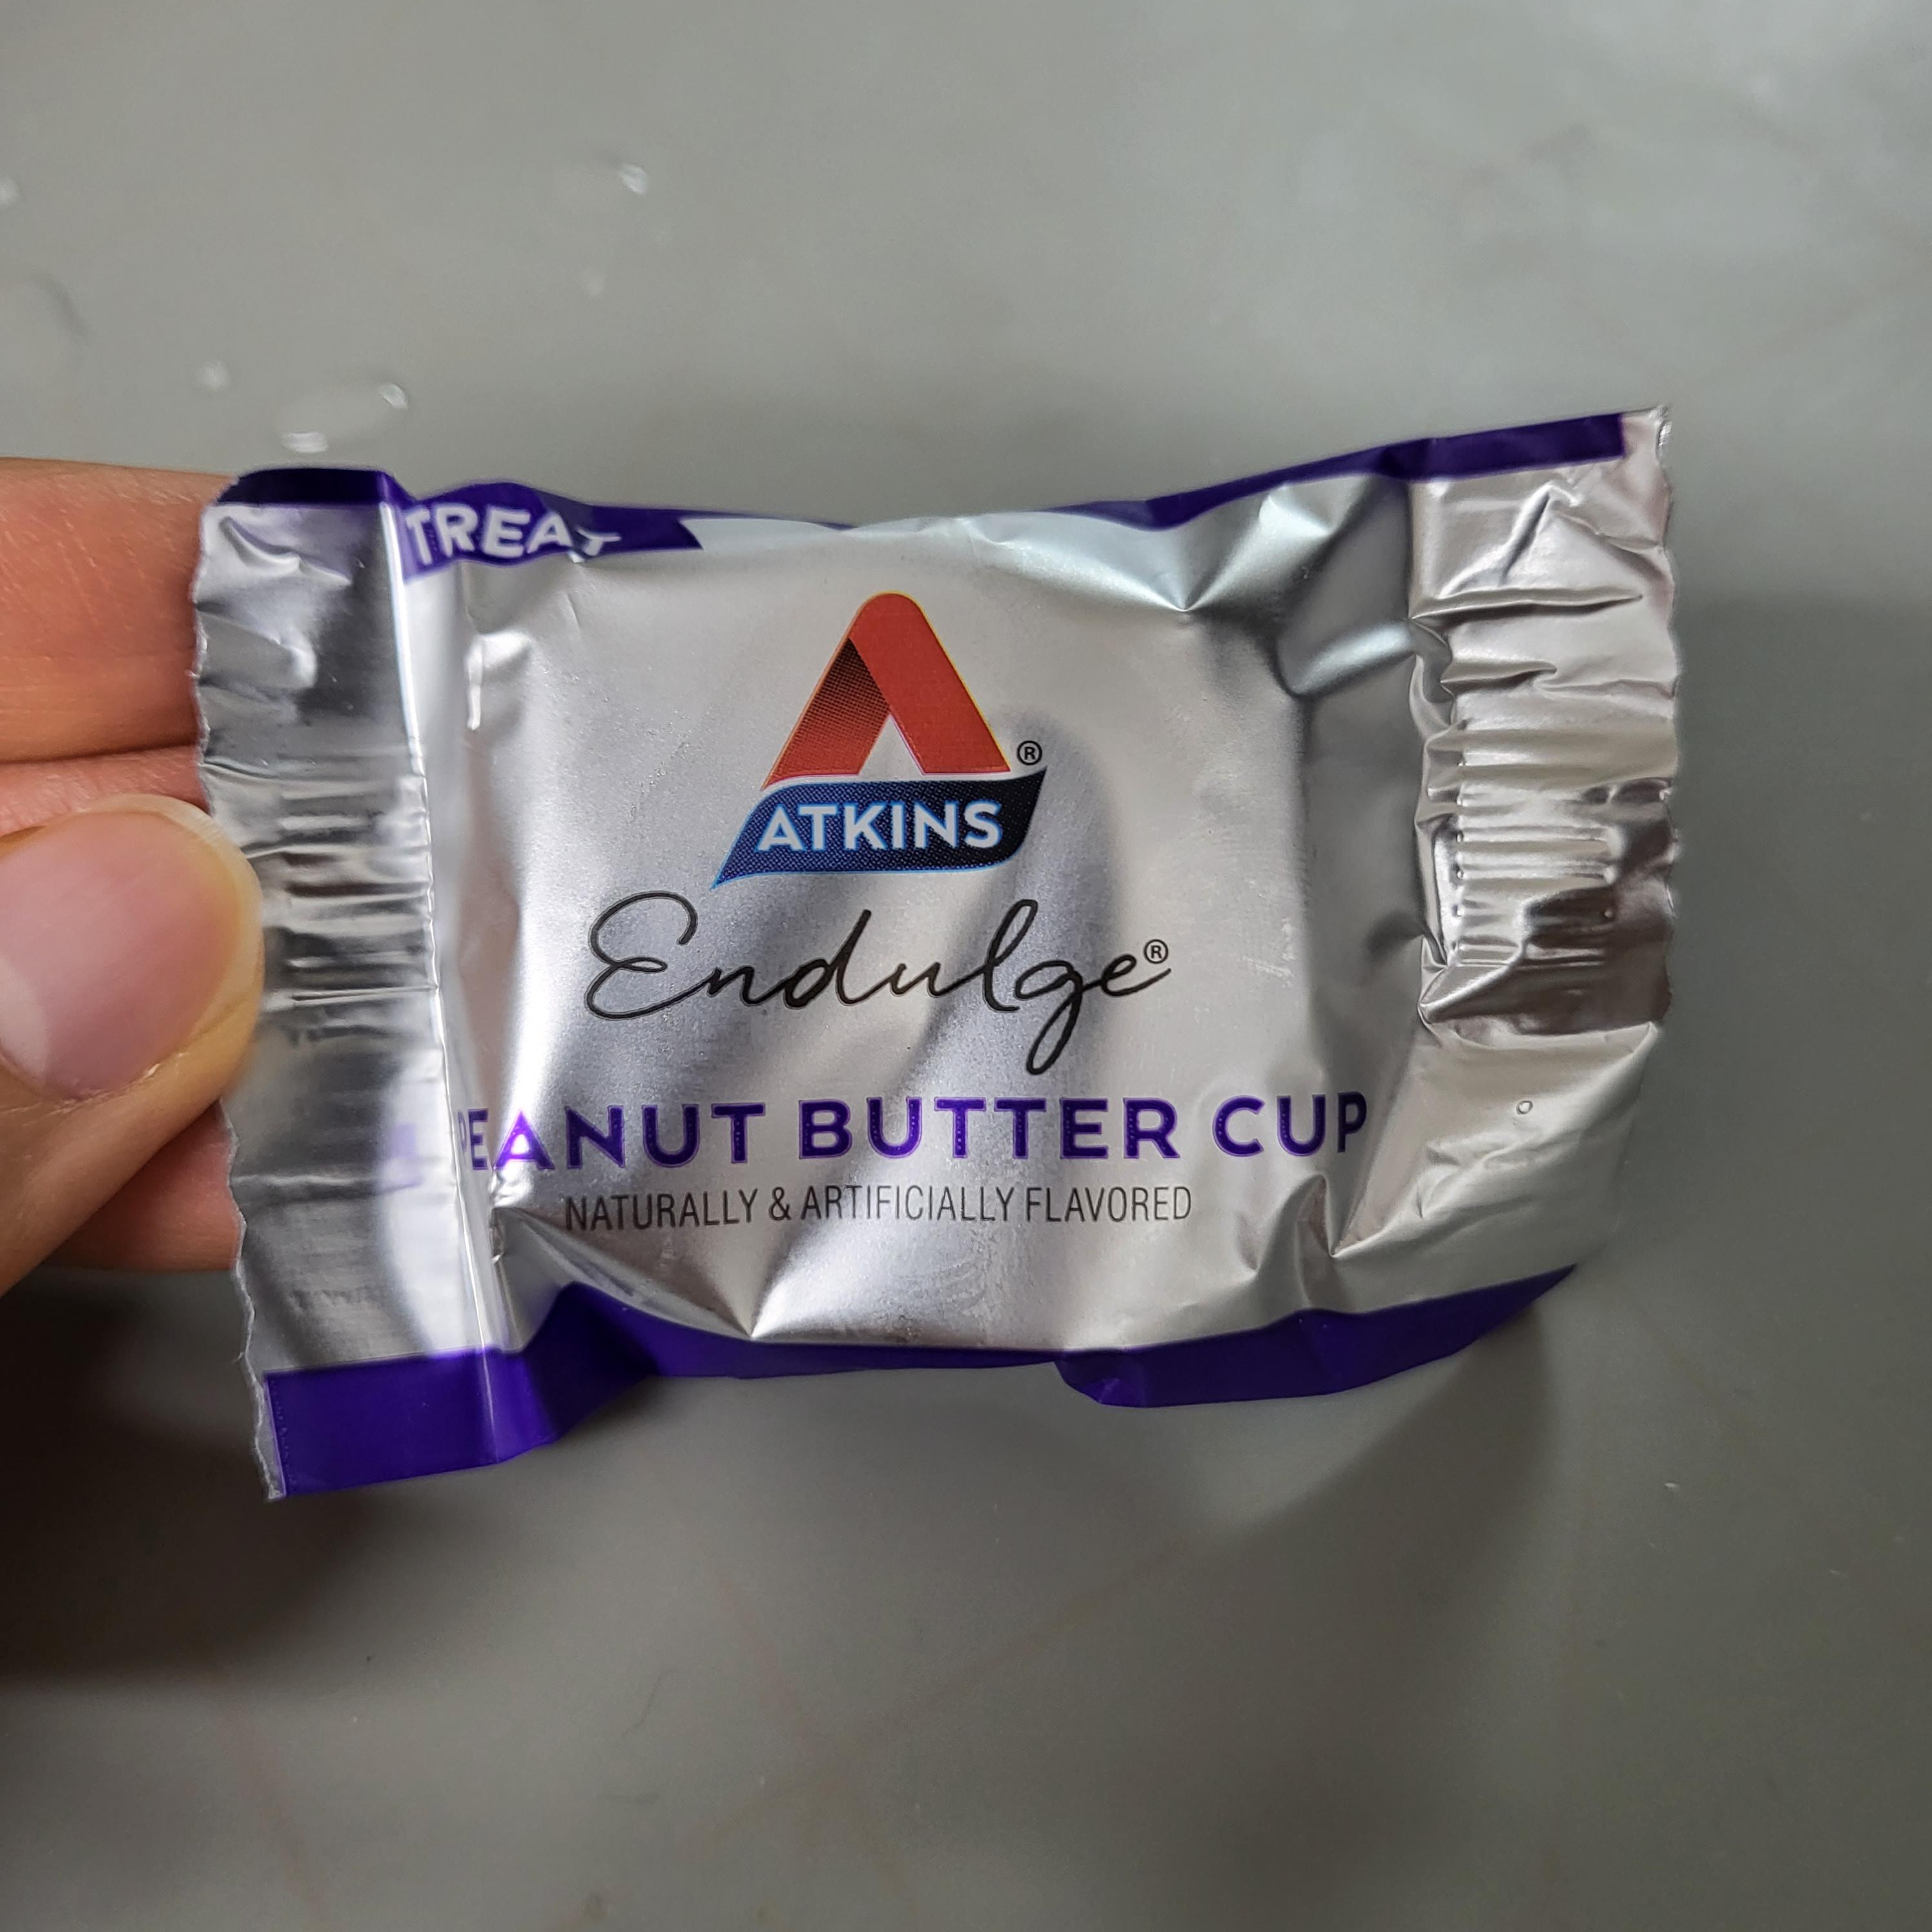 TREAT
ATKINS®
Endulge®
PEANUT BUTTER CUP
NATURALLY & ARTIFICIALLY FLAVORED